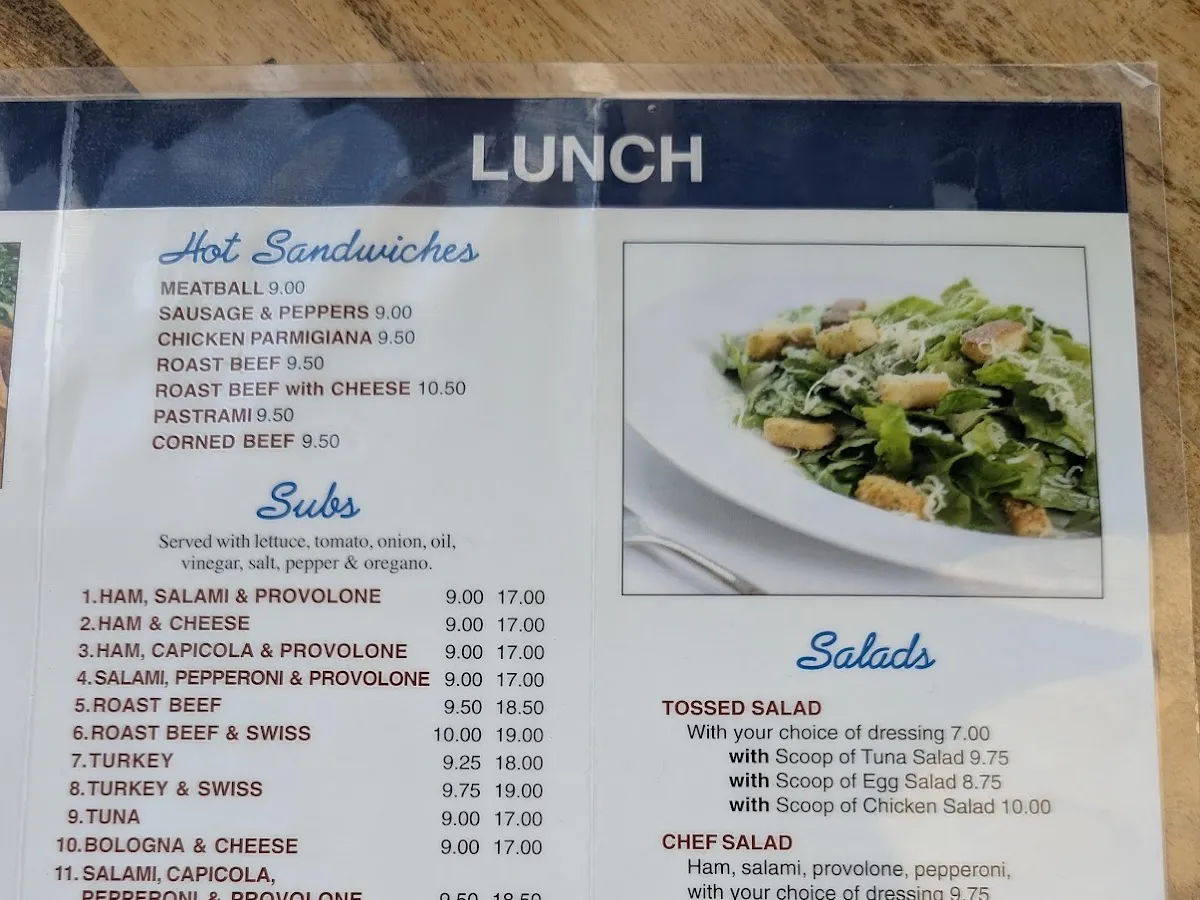 LUNCH
Hot Sandwiches
MEATBALL 9.00
SAUSAGE & PEPPERS 9.00
CHICKEN PARMIGIANA 9.50
ROAST BEEF 9.50
ROAST BEEF with CHEESE 10.50
PASTRAMI 9.50
CORNED BEEF 9.50
Subs
Served with lettuce, tomato, onion, oil,
vinegar, salt, pepper & oregano.
1. HAM, SALAMI & PROVOLONE 9.00 17.00
2. HAM & CHEESE 9.00 17.00
3. HAM, CAPICOLA & PROVOLONE 9.00 17.00
4. SALAMI, PEPPERONI & PROVOLONE 9.00 17.00
5. ROAST BEEF 9.50 18.50
6. ROAST BEEF & SWISS 10.00 19.00
7. TURKEY 9.25 18.00
8. TURKEY & SWISS 9.75 19.00
9. TUNA 9.00 17.00
10. BOLOGNA & CHEESE 9.00 17.00
11. SALAMI, CAPICOLA,
PEPPERONI & PROVOLONE 9.50 18.50
Salads
TOSSED SALAD
With your choice of dressing 7.00
with Scoop of Tuna Salad 9.75
with Scoop of Egg Salad 8.75
with Scoop of Chicken Salad 10.00
CHEF SALAD
Ham, salami, provolone, pepperoni,
with your choice of dressing 9.75